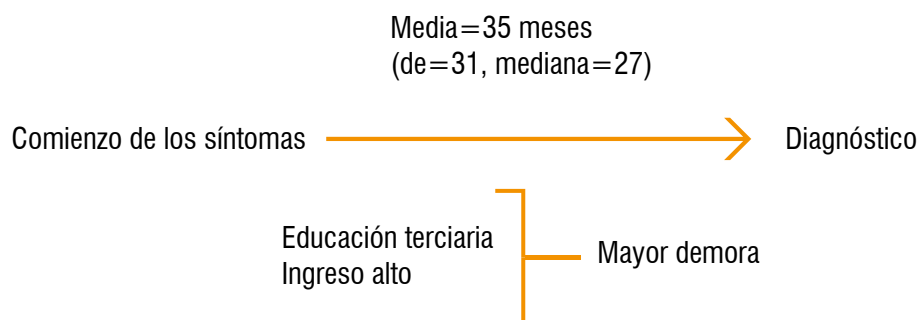 Media=35 meses
(de=31, mediana=27)
Comienzo de los síntomas
Diagnóstico
Educación terciaria
Ingreso alto
Mayor demora